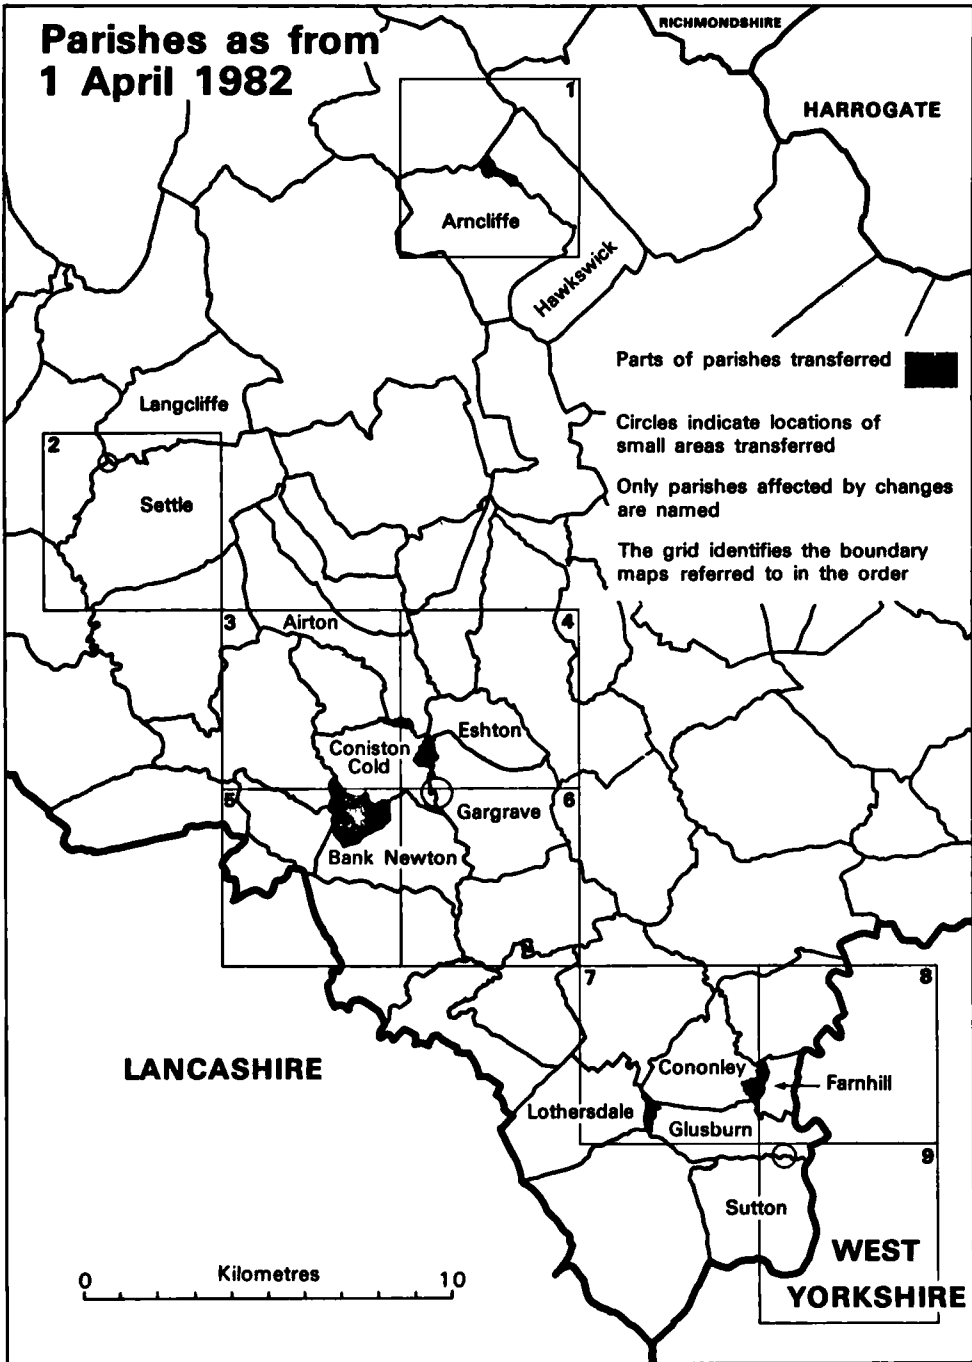 Parishes as from
1 April 1982
RICHMONDSHIRE
HARROGATE
1
Arncliffe
Hawkswick
Parts of parishes transferred
Circles indicate locations of
small areas transferred
Only parishes affected by changes
are named
The grid identifies the boundary
maps referred to in the order
Langcliffe
2
Settle
3
Airton
4
Eshton
Coniston
Cold
5
6
Gargrave
Bank Newton
7
8
LANCASHIRE
Cononley
Farnhill
Lothersdale
Glusburn
9
Sutton
WEST
YORKSHIRE
0 Kilometres 10